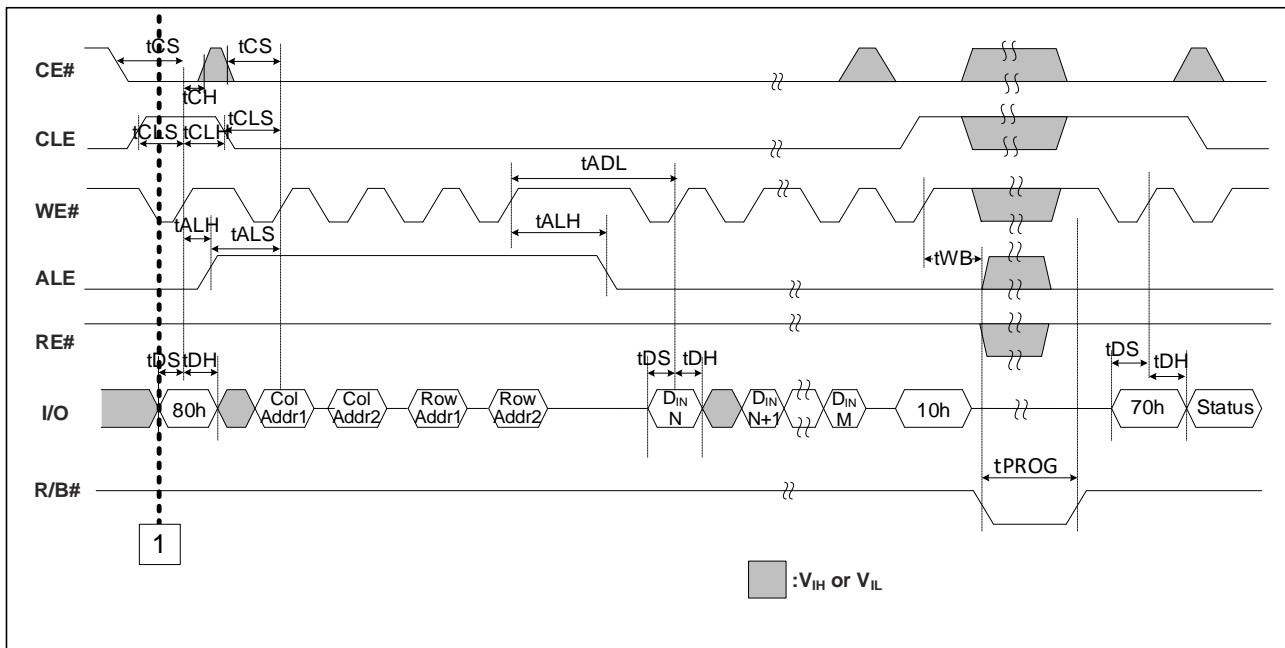 tCS tCS
CE#
tCH
tCLS tCLH tCLS
CLE
tADL
WE#
tALH tALS tALH
tWB
ALE
RE#
tDS tDH tDS tDH tDS tDH
I/O 80h Col Addr1 Col Addr2 Row Addr1 Row Addr2 DIN N DIN N+1 DIN M 10h 70h Status
tPROG
R/B#
1
:VIH or VIL